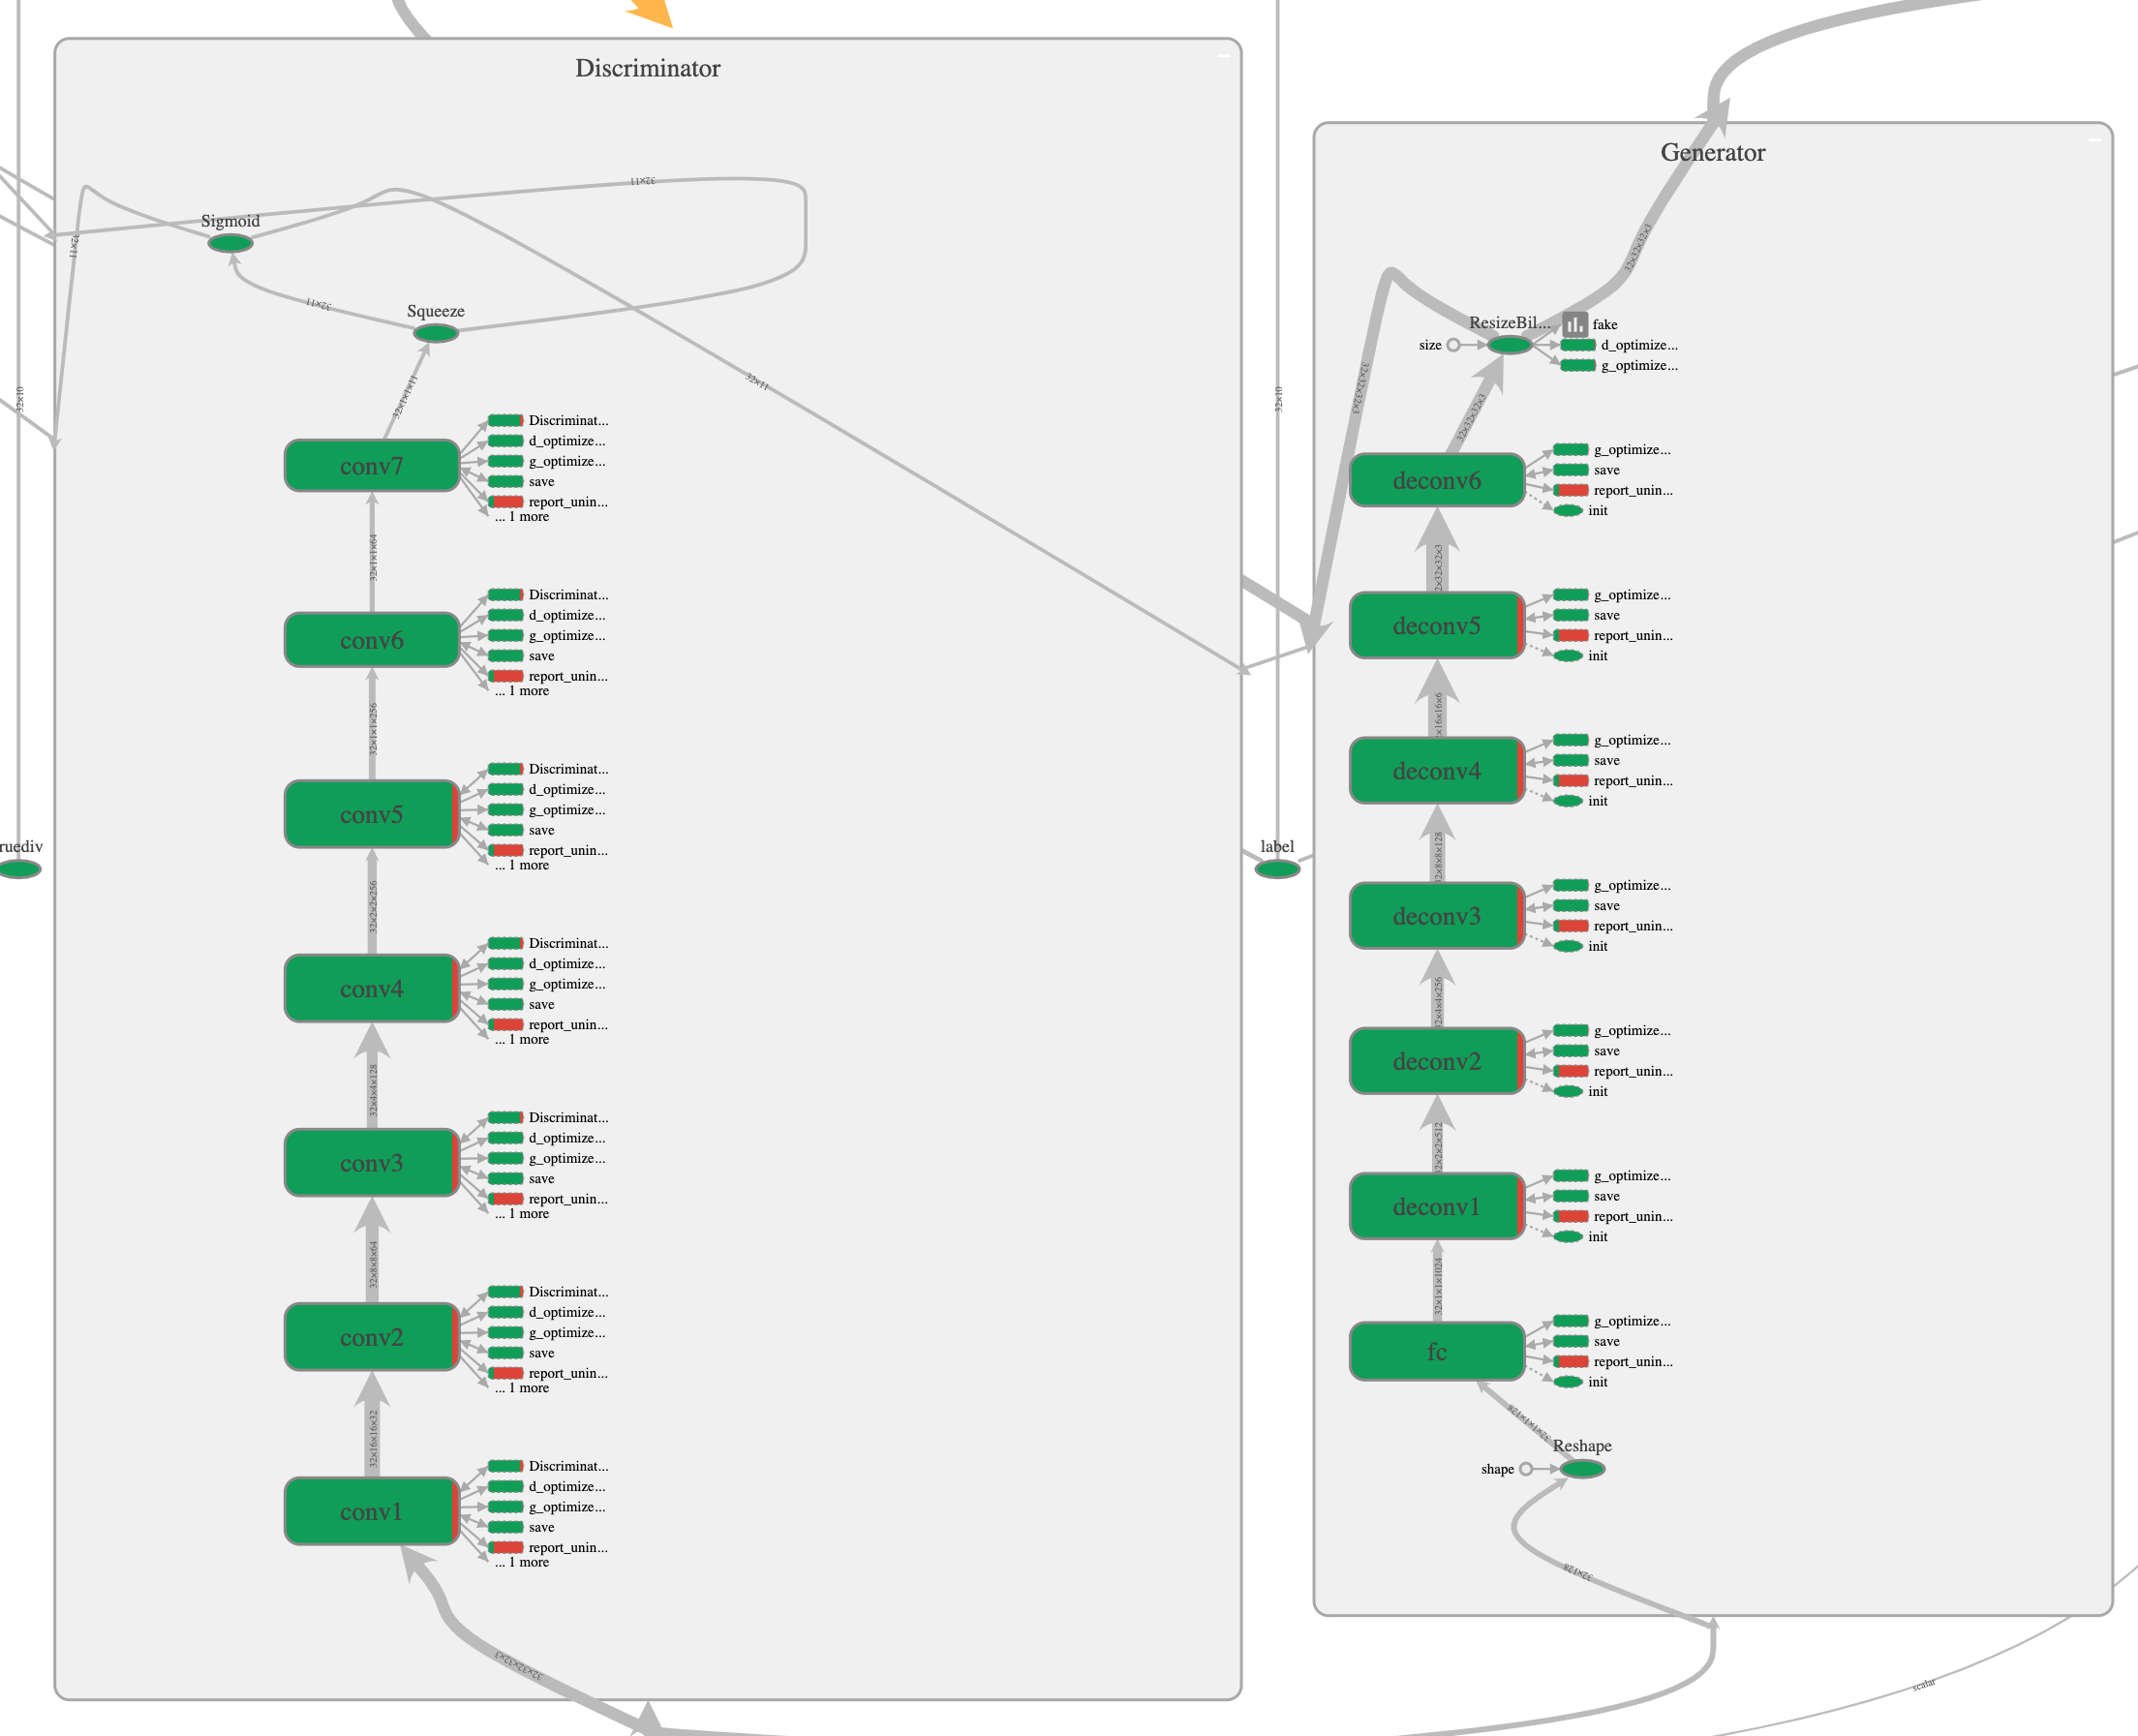 Discriminator
32×11
Sigmoid
32×11
32×11
Squeeze
32×11
32×1×1×11
32×10
conv7
Discriminat...
d_optimize...
g_optimize...
save
report_unin...
... 1 more
32×1×1×64
conv6
Discriminat...
d_optimize...
g_optimize...
save
report_unin...
... 1 more
32×1×1×256
conv5
Discriminat...
d_optimize...
g_optimize...
save
report_unin...
... 1 more
ruediv
32×2×2×256
conv4
Discriminat...
d_optimize...
g_optimize...
save
report_unin...
... 1 more
32×4×4×128
conv3
Discriminat...
d_optimize...
g_optimize...
save
report_unin...
... 1 more
32×8×8×64
conv2
Discriminat...
d_optimize...
g_optimize...
save
report_unin...
... 1 more
32×16×16×32
conv1
Discriminat...
d_optimize...
g_optimize...
save
report_unin...
... 1 more
32×32×32×3
32×10
label
Generator
32×32×32×3
ResizeBil...
size
fake
d_optimize...
g_optimize...
32×32×32×3
32×32×32×3
deconv6
g_optimize...
save
report_unin...
init
2×32×32×3
deconv5
g_optimize...
save
report_unin...
init
×16×16×6
deconv4
g_optimize...
save
report_unin...
init
32×8×8×128
deconv3
g_optimize...
save
report_unin...
init
32×4×4×256
deconv2
g_optimize...
save
report_unin...
init
32×2×2×512
deconv1
g_optimize...
save
report_unin...
init
32×1×1×1024
fc
g_optimize...
save
report_unin...
init
32×1×1×128
Reshape
shape
32×128
scalar